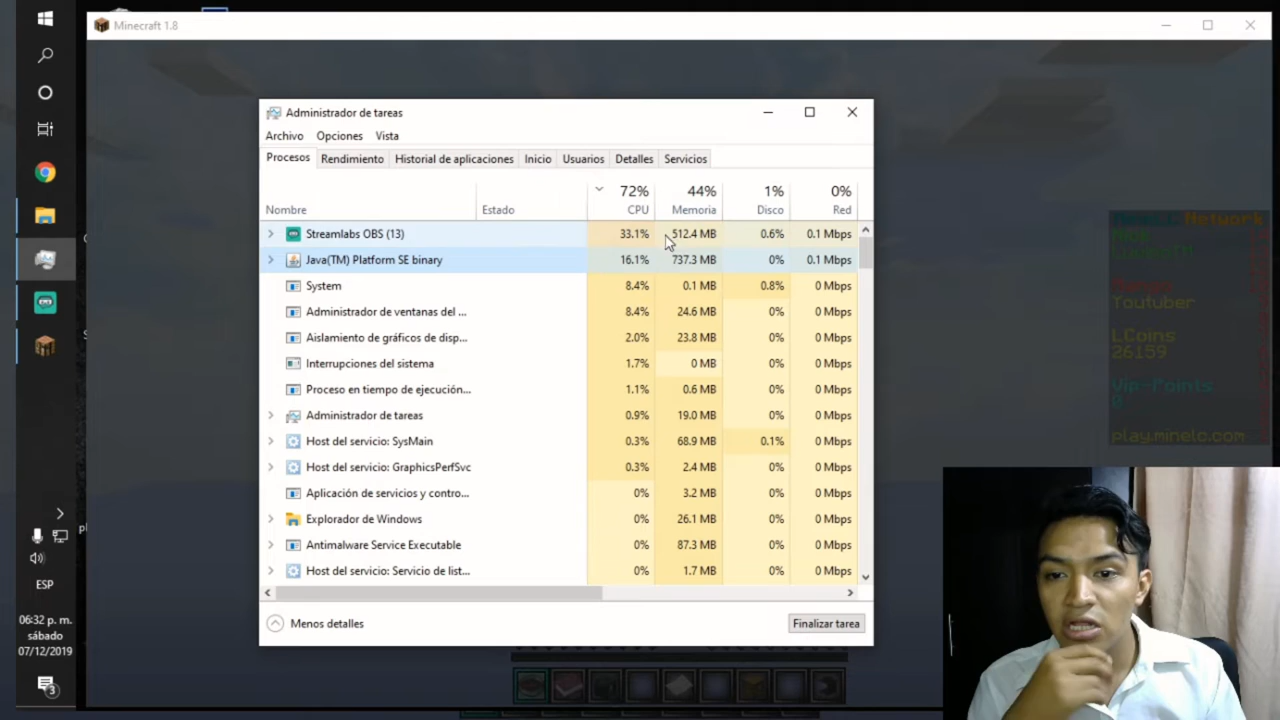 Minecraft 1.8
Administrador de tareas
Archivo Opciones Vista
Procesos Rendimiento Historial de aplicaciones Inicio Usuarios Detalles Servicios
72% 44% 1% 0%
Nombre Estado CPU Memoria Disco Red
Streamlabs OBS (13) 33.1% 512.4 MB 0.6% 0.1 Mbps
Java(TM) Platform SE binary 16.1% 737.3 MB 0% 0.1 Mbps
System 8.4% 0.1 MB 0.8% 0 Mbps
Administrador de ventanas del ... 8.4% 24.6 MB 0% 0 Mbps
Aislamiento de gráficos de disp... 2.0% 23.8 MB 0% 0 Mbps
Interrupciones del sistema 1.7% 0 MB 0% 0 Mbps
Proceso en tiempo de ejecución... 1.1% 0.6 MB 0% 0 Mbps
Administrador de tareas 0.9% 19.0 MB 0% 0 Mbps
Host del servicio: SysMain 0.3% 68.9 MB 0.1% 0 Mbps
Host del servicio: GraphicsPerfSvc 0.3% 2.4 MB 0% 0 Mbps
Aplicación de servicios y contro... 0% 3.2 MB 0% 0 Mbps
Explorador de Windows 0% 26.1 MB 0% 0 Mbps
Antimalware Service Executable 0% 87.3 MB 0% 0 Mbps
Host del servicio: Servicio de list... 0% 1.7 MB 0% 0 Mbps
Menos detalles Finalizar tarea
MineLC Network
Youtuber
LCoins
26159
Vip-Points
0
play.minelc.com
ESP
06:32 p. m.
sábado
07/12/2019
3